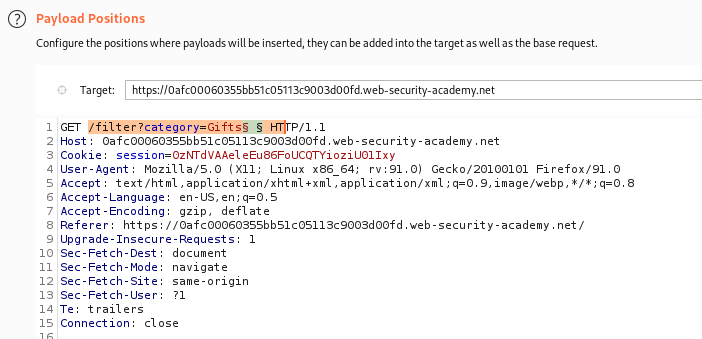 ? Payload Positions
Configure the positions where payloads will be inserted, they can be added into the target as well as the base request.
Target: https://0afc00060355bb51c05113c9003d00fd.web-security-academy.net
1 GET /filter?category=Gifts§ § HTTP/1.1
2 Host: 0afc00060355bb51c05113c9003d00fd.web-security-academy.net
3 Cookie: session=0zNTdVAAeleEu86FoUCQTYioziU01Ixy
4 User-Agent: Mozilla/5.0 (X11; Linux x86_64; rv:91.0) Gecko/20100101 Firefox/91.0
5 Accept: text/html,application/xhtml+xml,application/xml;q=0.9,image/webp,*/*;q=0.8
6 Accept-Language: en-US,en;q=0.5
7 Accept-Encoding: gzip, deflate
8 Referer: https://0afc00060355bb51c05113c9003d00fd.web-security-academy.net/
9 Upgrade-Insecure-Requests: 1
10 Sec-Fetch-Dest: document
11 Sec-Fetch-Mode: navigate
12 Sec-Fetch-Site: same-origin
13 Sec-Fetch-User: ?1
14 Te: trailers
15 Connection: close
16